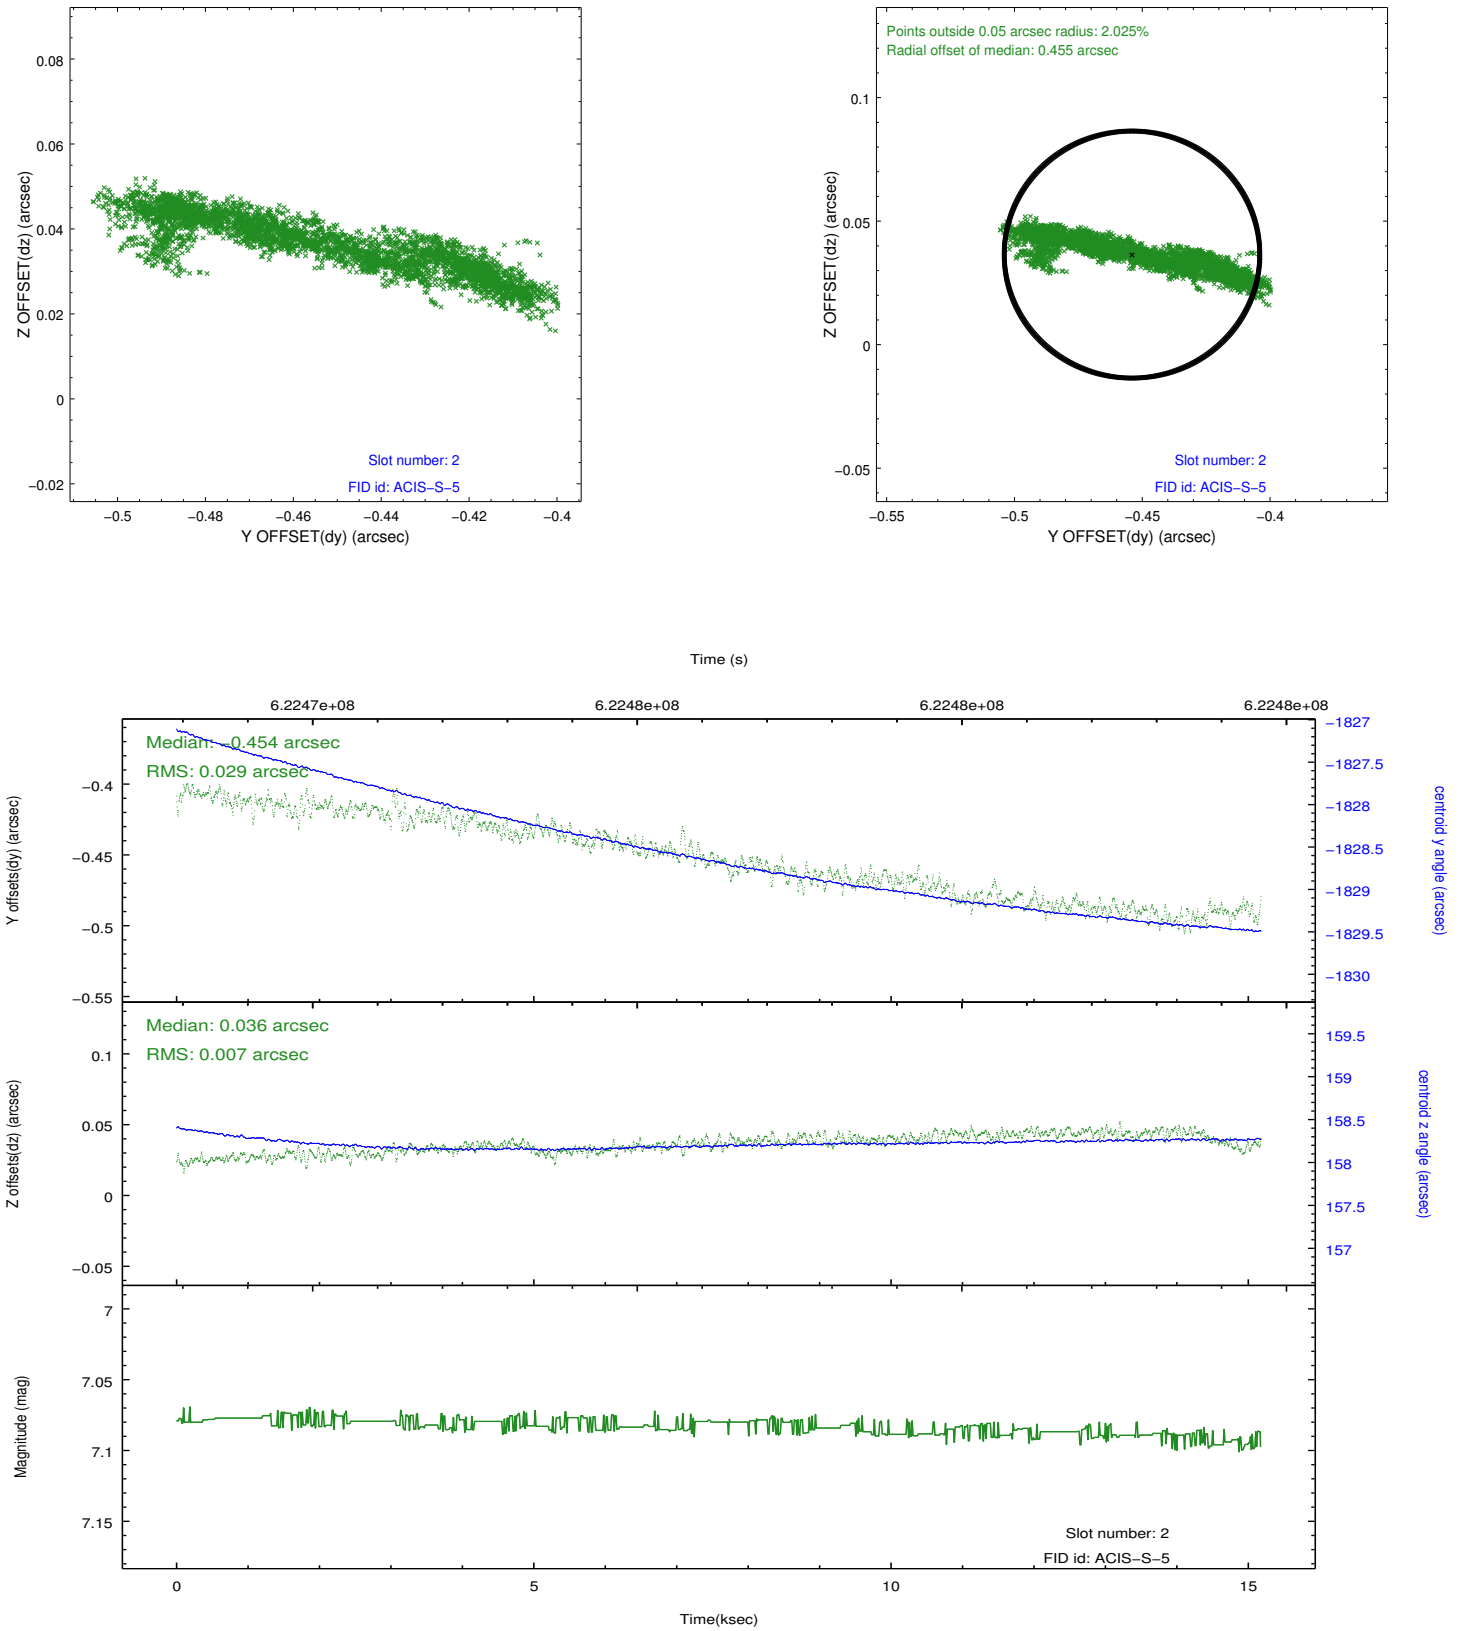 0.08
0.06
0.04
0.02
0
−0.02
Z OFFSET(dz) (arcsec)
Slot number: 2
FID id: ACIS−S−5
−0.5 −0.48 −0.46 −0.44 −0.42 −0.4
Y OFFSET(dy) (arcsec)
Points outside 0.05 arcsec radius: 2.025%
Radial offset of median: 0.455 arcsec
0.1
0.05
0
−0.05
Z OFFSET(dz) (arcsec)
Slot number: 2
FID id: ACIS−S−5
−0.55 −0.5 −0.45 −0.4
Y OFFSET(dy) (arcsec)
Time (s)
6.2247e+08 6.2248e+08 6.2248e+08 6.2248e+08
Median: −0.454 arcsec
RMS: 0.029 arcsec
−0.4
−0.45
−0.5
−0.55
Y offsets(dy) (arcsec)
−1827
−1827.5
−1828
−1828.5
−1829
−1829.5
−1830
centroid y angle (arcsec)
Median: 0.036 arcsec
RMS: 0.007 arcsec
0.1
0.05
0
−0.05
Z offsets(dz) (arcsec)
159.5
159
158.5
158
157.5
157
centroid z angle (arcsec)
7
7.05
7.1
7.15
Magnitude (mag)
Slot number: 2
FID id: ACIS−S−5
0 5 10 15
Time(ksec)